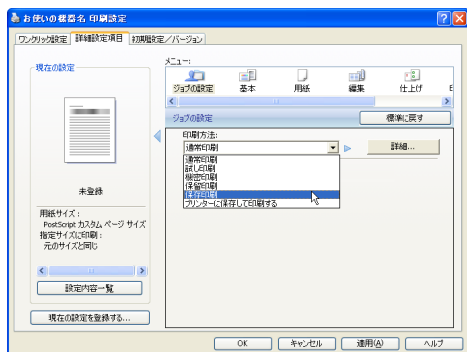 お使いの機器名 印刷設定
ワンクリック設定 詳細設定項目 初期設定/バージョン
現在の設定
未登録
用紙サイズ：
PostScript カスタム ページ サイズ
指定サイズに印刷：
元のサイズと同じ
設定内容一覧
現在の設定を登録する...
メニュー:
ジョブの設定 基本 用紙 編集 仕上げ
ジョブの設定
標準に戻す
印刷方法:
通常印刷
詳細...
通常印刷
試し印刷
機密印刷
保留印刷
保存印刷
プリンターに保存して印刷する
OK キャンセル 適用(A) ヘルプ